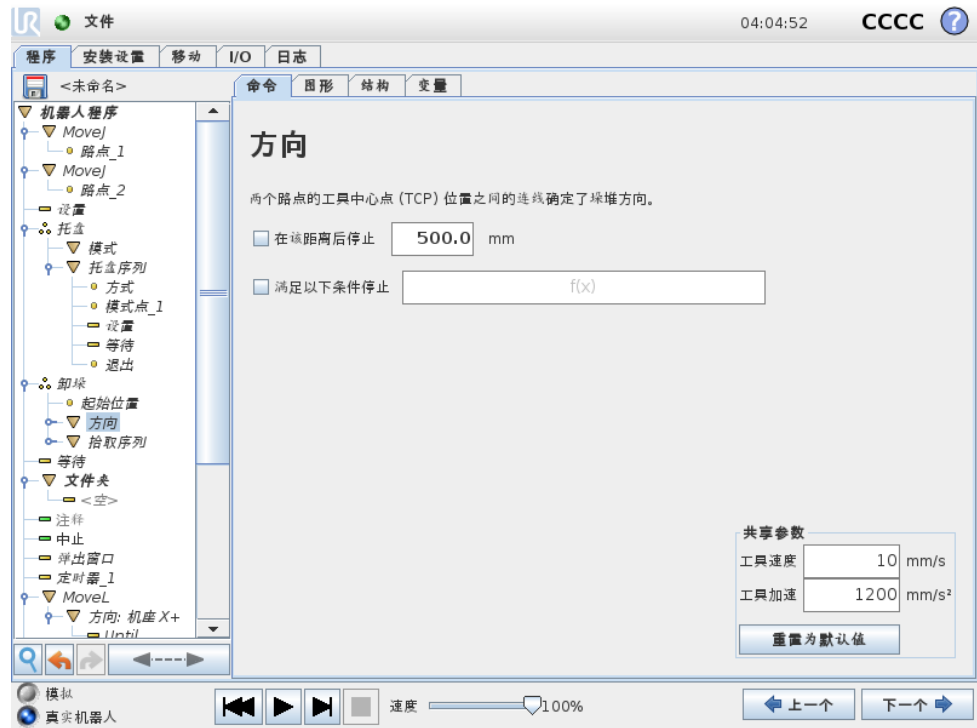 UR 文件 04:04:52 CCCC ?
程序 安装设置 移动 I/O 日志
<未命名> 命令 图形 结构 变量
机器人程序
MoveJ
路点_1
MoveJ
路点_2
设置
托盘
模式
托盘序列
方式
模式点_1
设置
等待
退出
卸垛
起始位置
方向
拾取序列
等待
文件夹
<空>
注释
中止
弹出窗口
定时器_1
MoveL
方向: 机座 X+
Until
方向
两个路点的工具中心点 (TCP) 位置之间的连线确定了垛堆方向。
在该距离后停止 500.0 mm
满足以下条件停止 f(x)
共享参数
工具速度 10 mm/s
工具加速 1200 mm/s²
重置为默认值
模拟
真实机器人
速度 100%
上一个 下一个